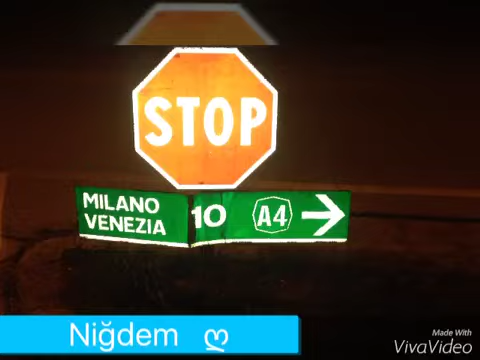 STOP
MILANO
VENEZIA
10 A4
Niğdem ღ
Made With
VivaVideo